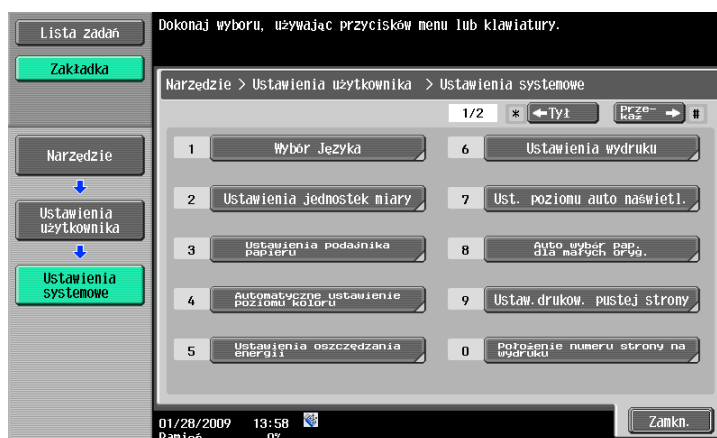 Lista zadań
Zakładka
Dokonaj wyboru, używając przycisków menu lub klawiatury.
Narzędzie > Ustawienia użytkownika > Ustawienia systemowe
1/2 * ←Tył Prze-
każ → #
Narzędzie
Ustawienia
użytkownika
Ustawienia
systemowe
1 Wybór Języka
2 Ustawienia jednostek miary
3 Ustawienia podajnika
papieru
4 Automatyczne ustawienie
poziomu koloru
5 Ustawienia oszczędzania
energii
6 Ustawienia wydruku
7 Ust. poziomu auto naświetl.
8 Auto wybór pap.
dla małych oryg.
9 Ustaw.drukow. pustej strony
0 Położenie numeru strony na
wydruku
01/28/2009 13:58
Pamięć 0%
Zamkn.